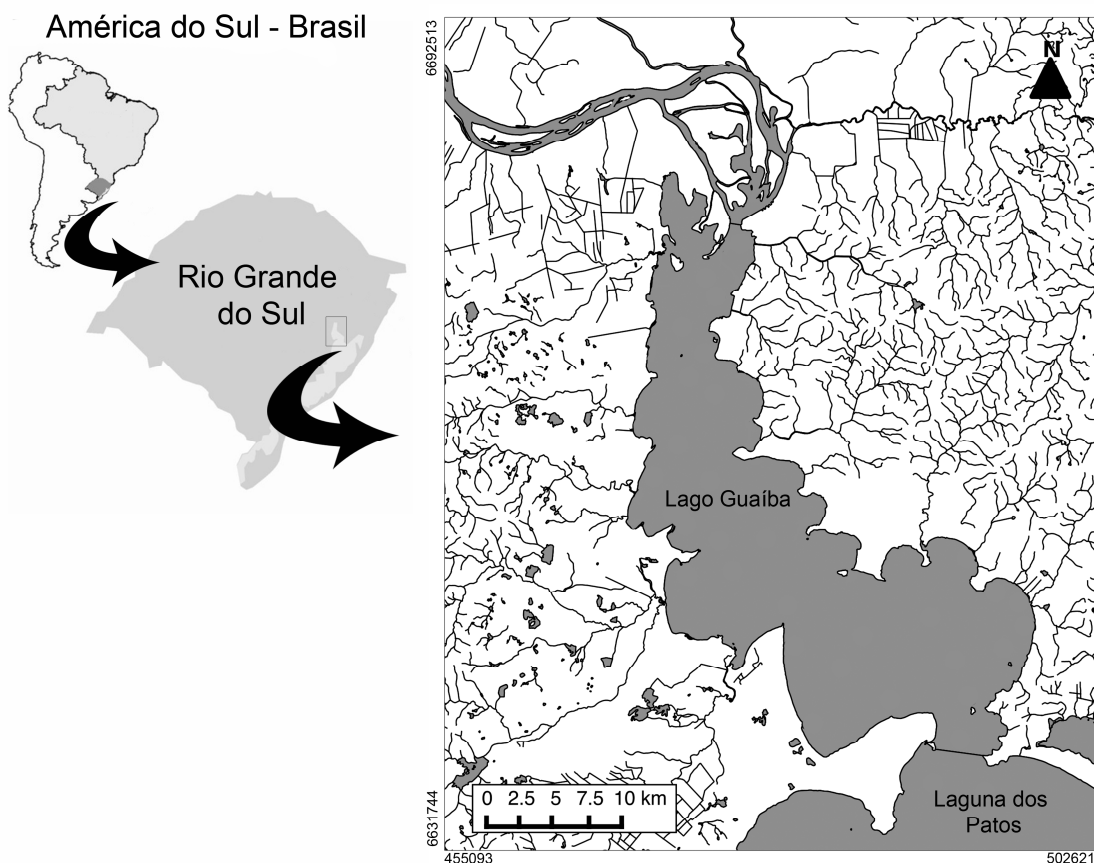 América do Sul - Brasil
Rio Grande
do Sul
6692513
N
Lago Guaíba
Laguna dos
Patos
0 2.5 5 7.5 10 km
6631744
455093
502621